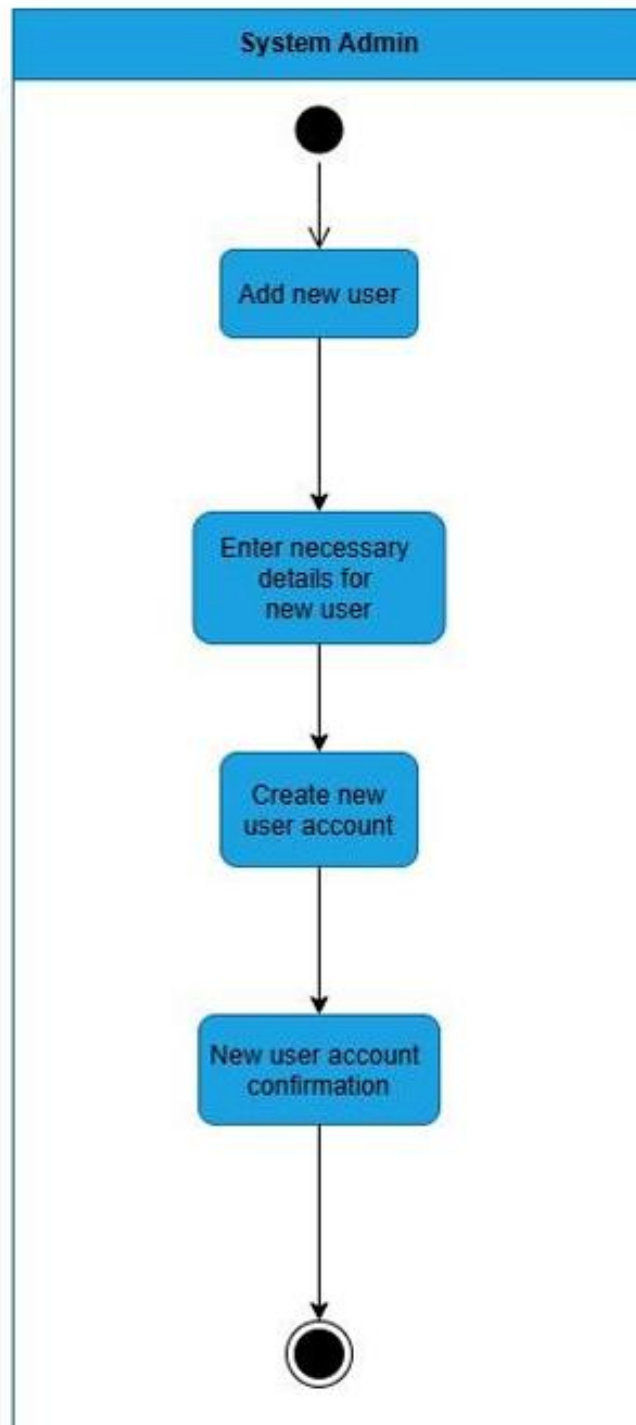 System Admin
Add new user
Enter necessary
details for
new user
Create new
user account
New user account
confirmation